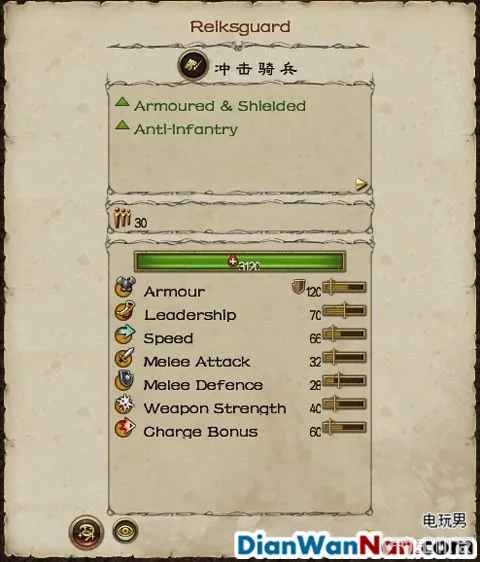 Reiksguard
冲击骑兵
Armoured & Shielded
Anti-Infantry
30
3120
Armour 120
Leadership 70
Speed 66
Melee Attack 32
Melee Defence 28
Weapon Strength 40
Charge Bonus 60
电玩男
DianWanNan.com